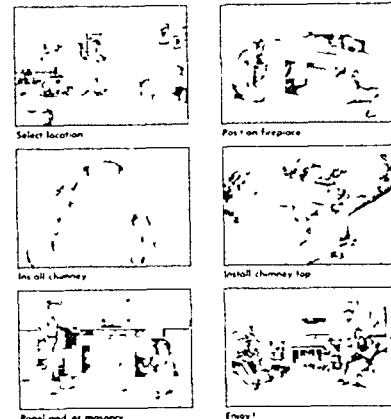 Select location
Position fireplace
Install chimney
Install chimney top
Panel and/or masonry
Enjoy!